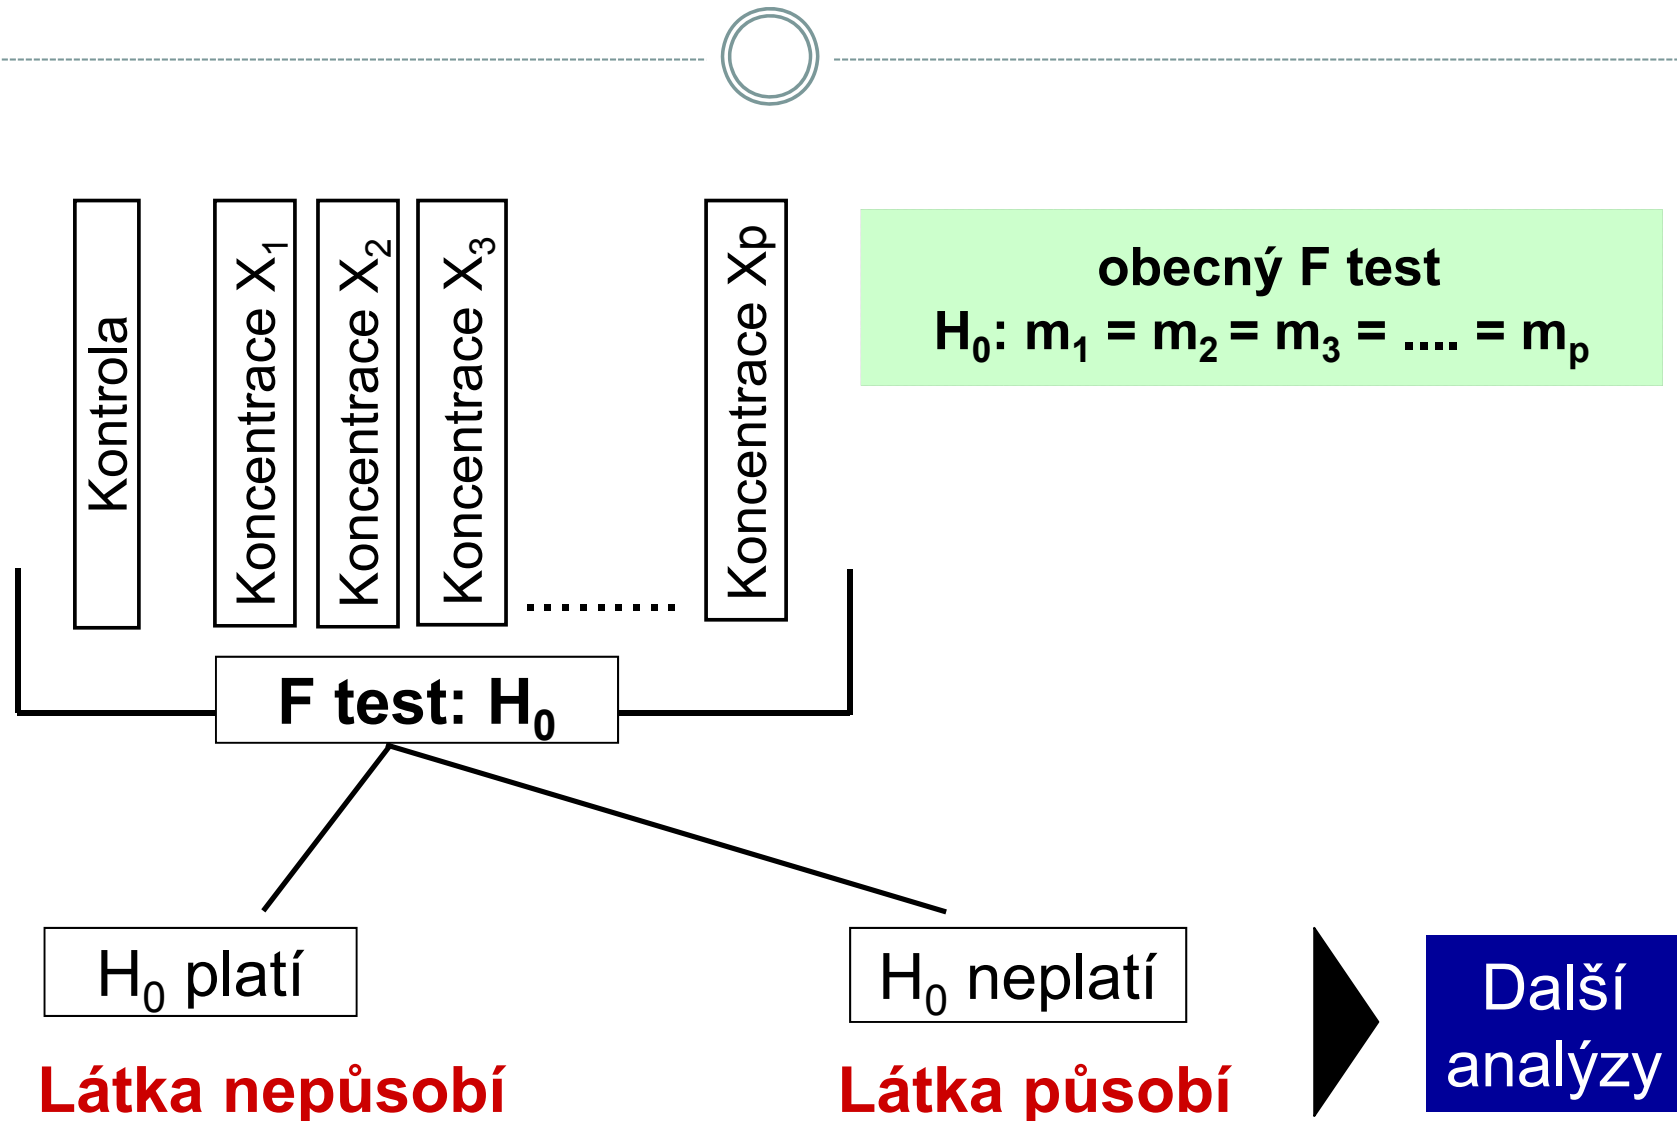 Kontrola
Koncentrace X₁
Koncentrace X₂
Koncentrace X₃
.........
Koncentrace Xp
obecný F test
H₀: m₁ = m₂ = m₃ = .... = mₚ
F test: H₀
H₀ platí
H₀ neplatí
Další
analýzy
Látka nepůsobí
Látka působí